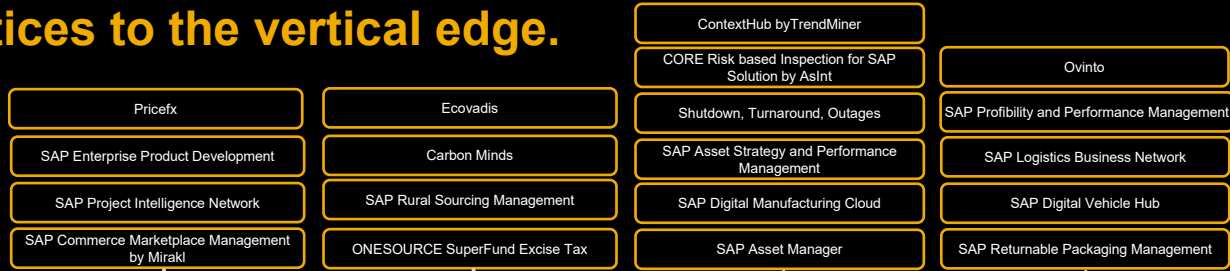 tices to the vertical edge.
Pricefx
SAP Enterprise Product Development
SAP Project Intelligence Network
SAP Commerce Marketplace Management
by Mirakl
Ecovadis
Carbon Minds
SAP Rural Sourcing Management
ONESOURCE SuperFund Excise Tax
ContextHub byTrendMiner
CORE Risk based Inspection for SAP
Solution by AsInt
Shutdown, Turnaround, Outages
SAP Asset Strategy and Performance
Management
SAP Digital Manufacturing Cloud
SAP Asset Manager
Ovinto
SAP Profibility and Performance Management
SAP Logistics Business Network
SAP Digital Vehicle Hub
SAP Returnable Packaging Management